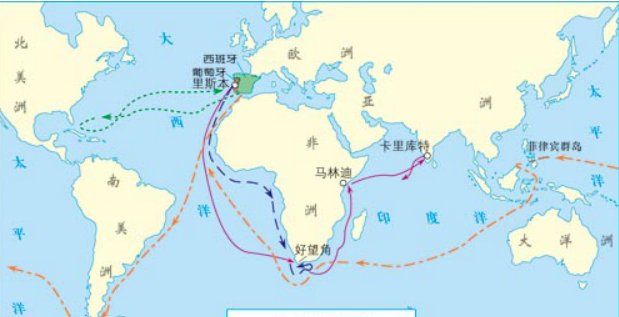 北
美
洲
大
西
洋
西班牙
葡萄牙
里斯本
欧
洲
亚
洲
非
洲
马林迪
卡里库特
好望角
印
度
洋
菲律宾群岛
太
平
洋
大
洋
洲
南
美
洲
太
平
洋